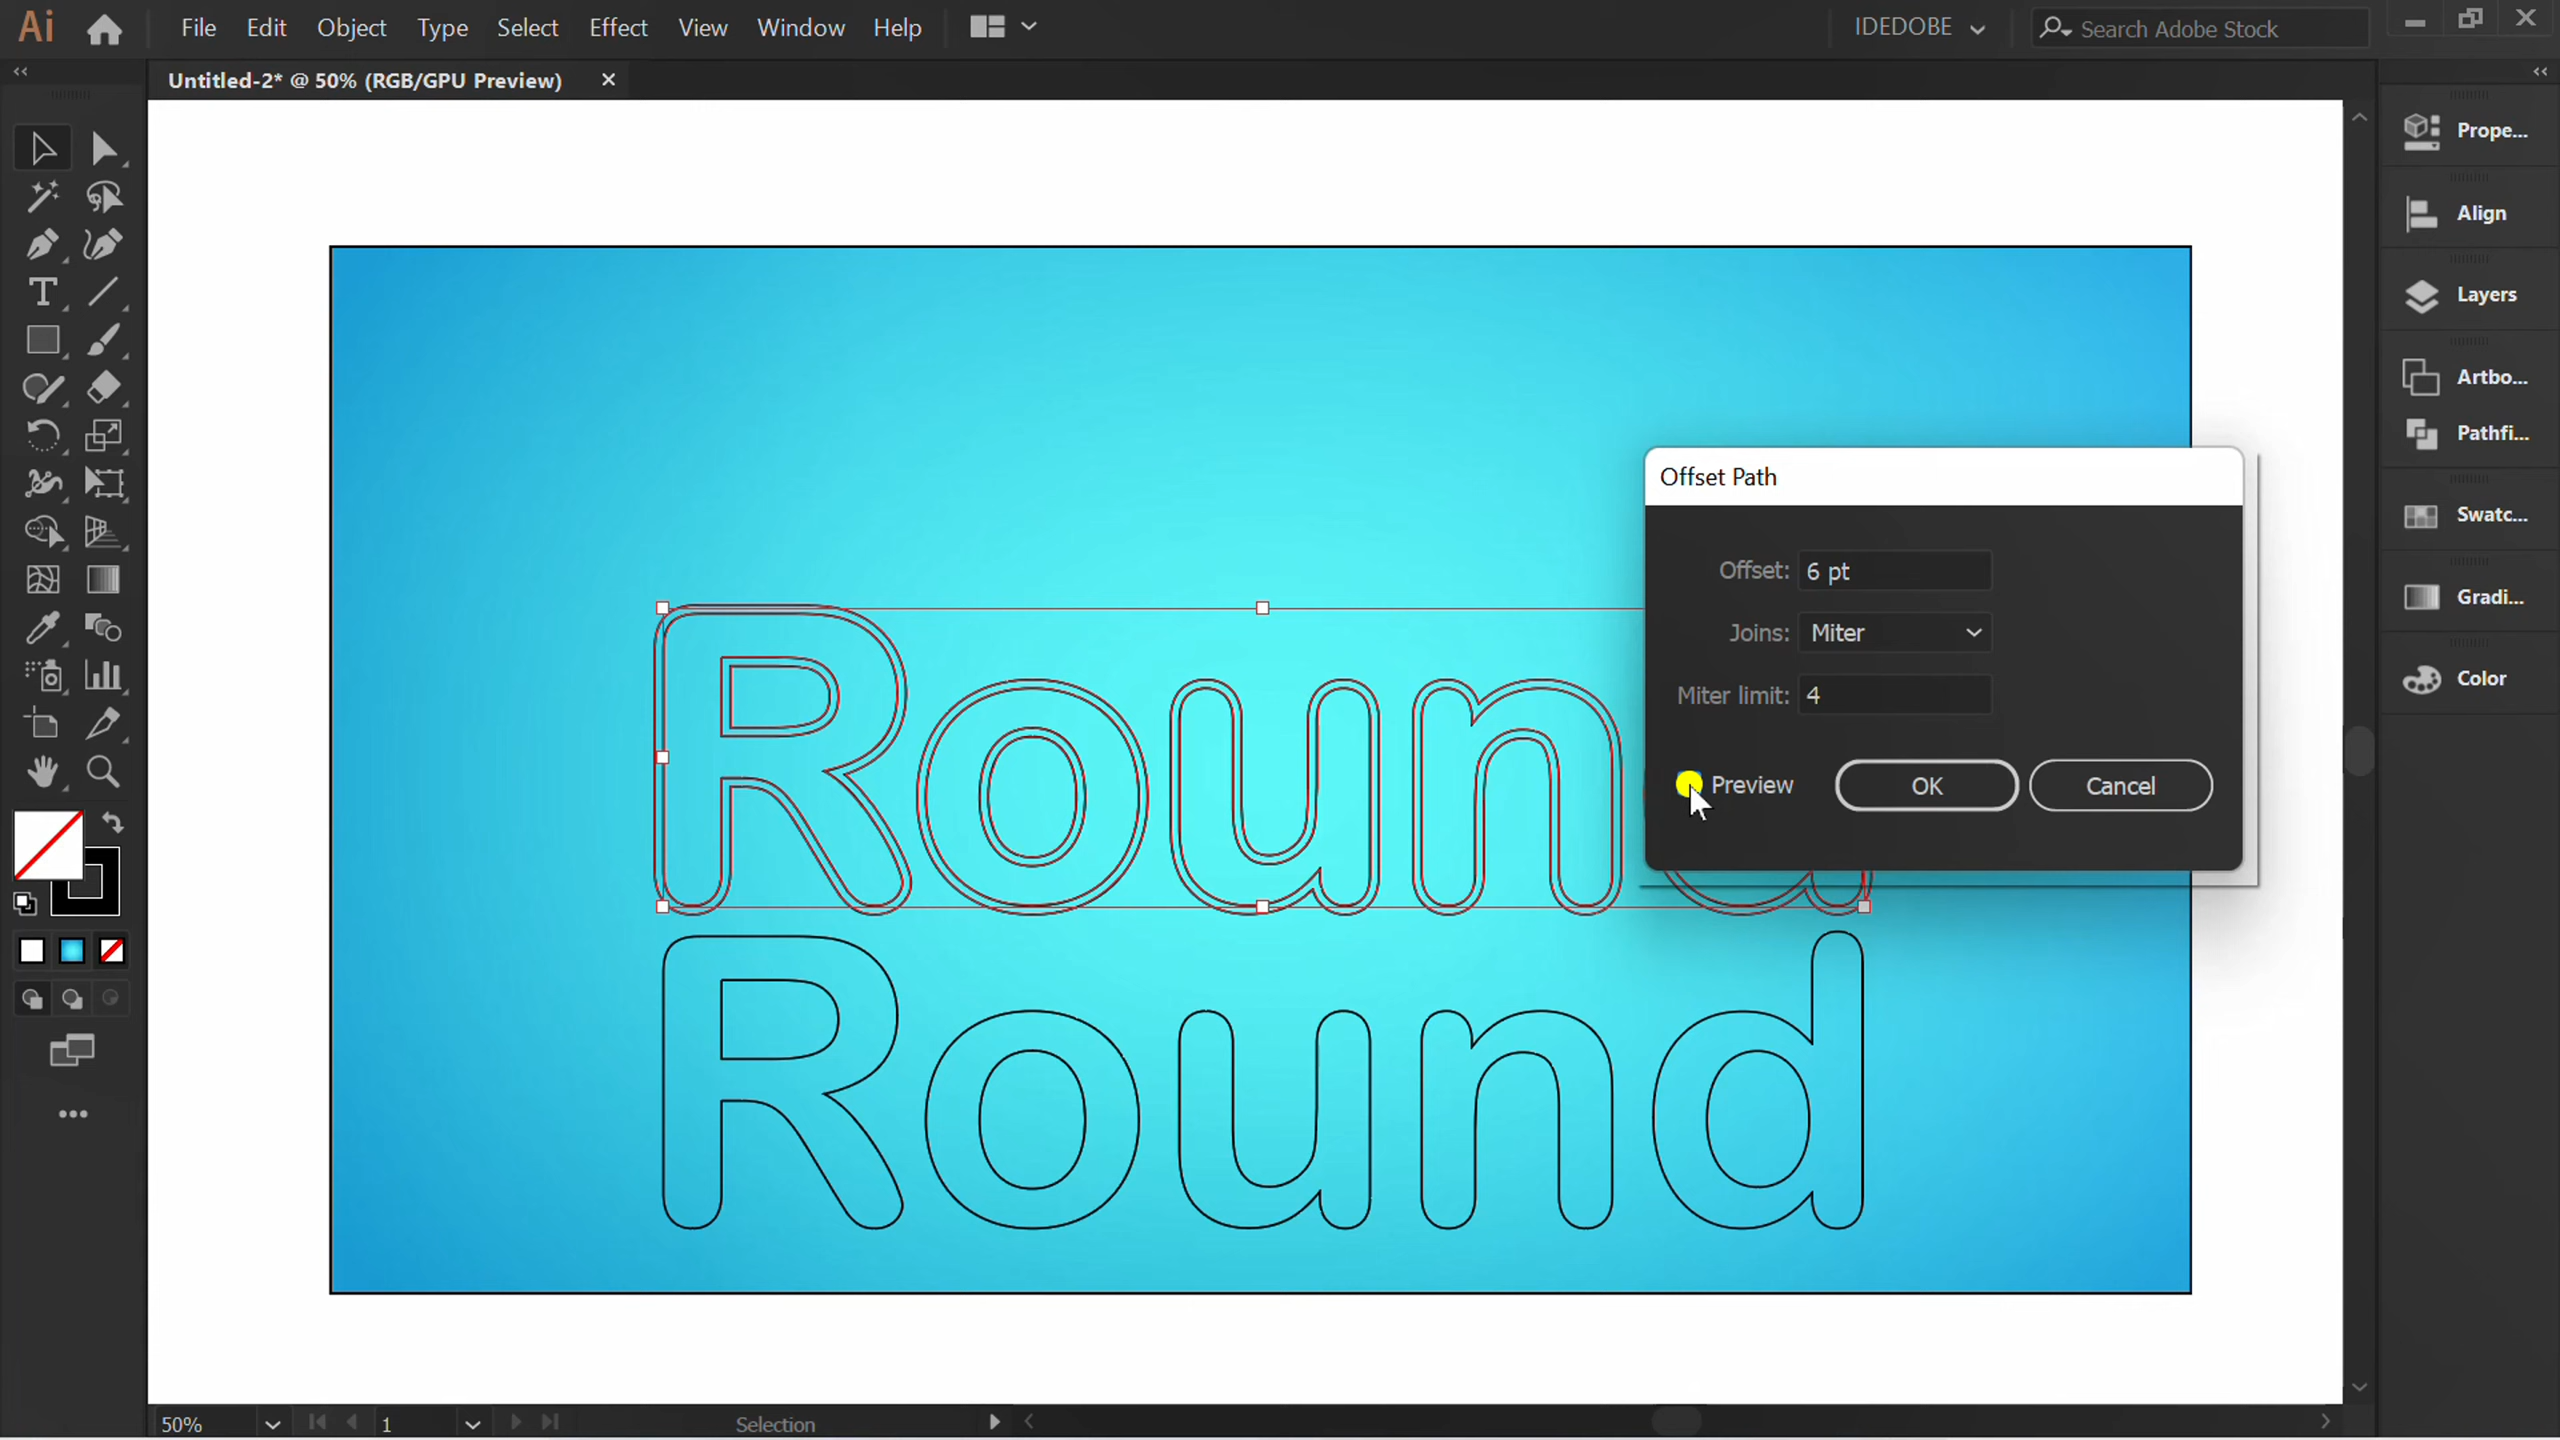 Ai File Edit Object Type Select Effect View Window Help IDEDOBE Search Adobe Stock
Untitled-2* @ 50% (RGB/GPU Preview)
Prope...
Align
Layers
Artbo...
Pathfi...
Swatc...
Gradi...
Color
Offset Path
Offset: 6 pt
Joins: Miter
Miter limit: 4
Preview OK Cancel
Round
Round
50% 1 Selection